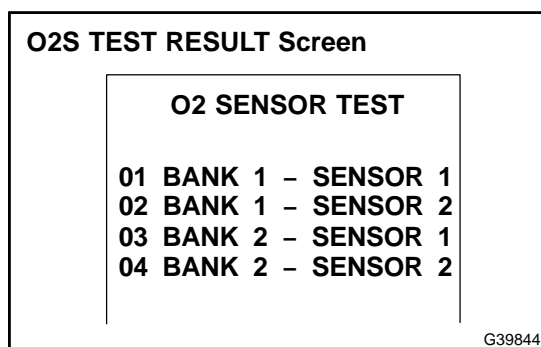 O2S TEST RESULT Screen
O2 SENSOR TEST
01 BANK 1 – SENSOR 1
02 BANK 1 – SENSOR 2
03 BANK 2 – SENSOR 1
04 BANK 2 – SENSOR 2
G39844